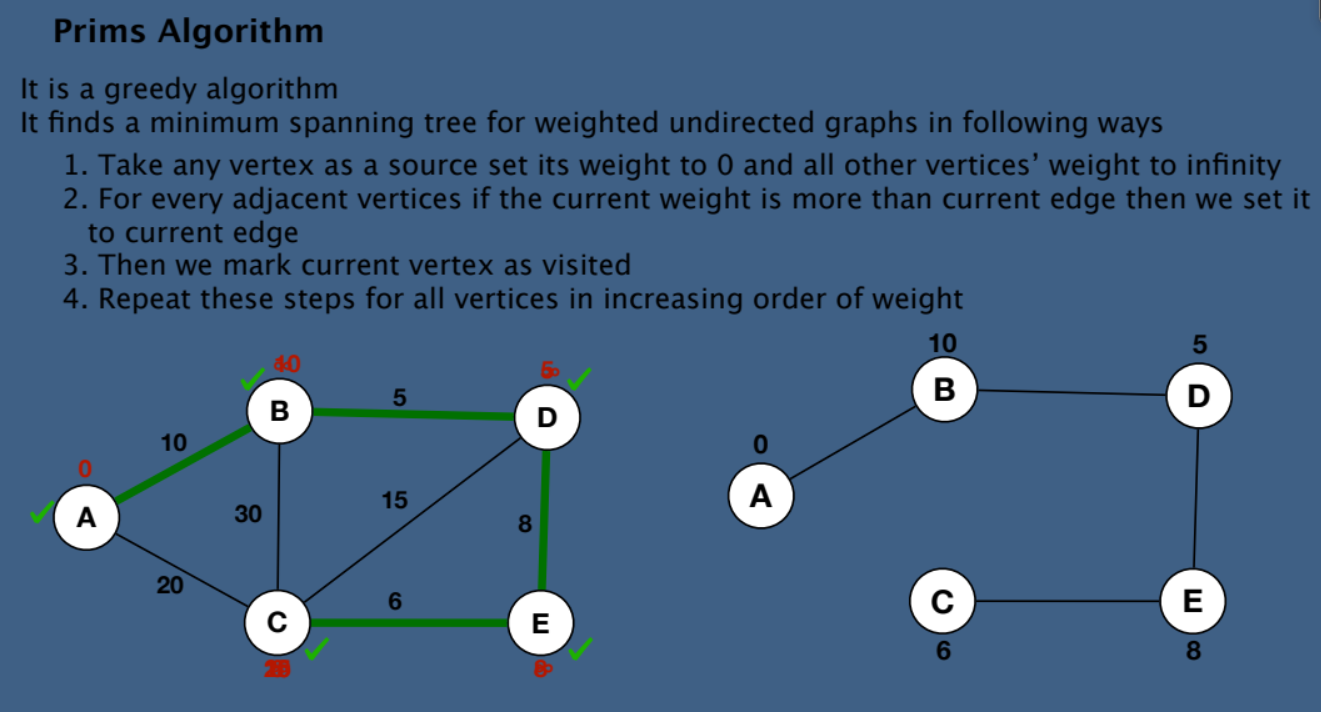 Prims Algorithm
It is a greedy algorithm
It finds a minimum spanning tree for weighted undirected graphs in following ways
1. Take any vertex as a source set its weight to 0 and all other vertices’ weight to infinity
2. For every adjacent vertices if the current weight is more than current edge then we set it
to current edge
3. Then we mark current vertex as visited
4. Repeat these steps for all vertices in increasing order of weight
B
5
D
10
0
A
30
15
8
20
6
C
E
10
5
B
D
0
A
C
E
6
8